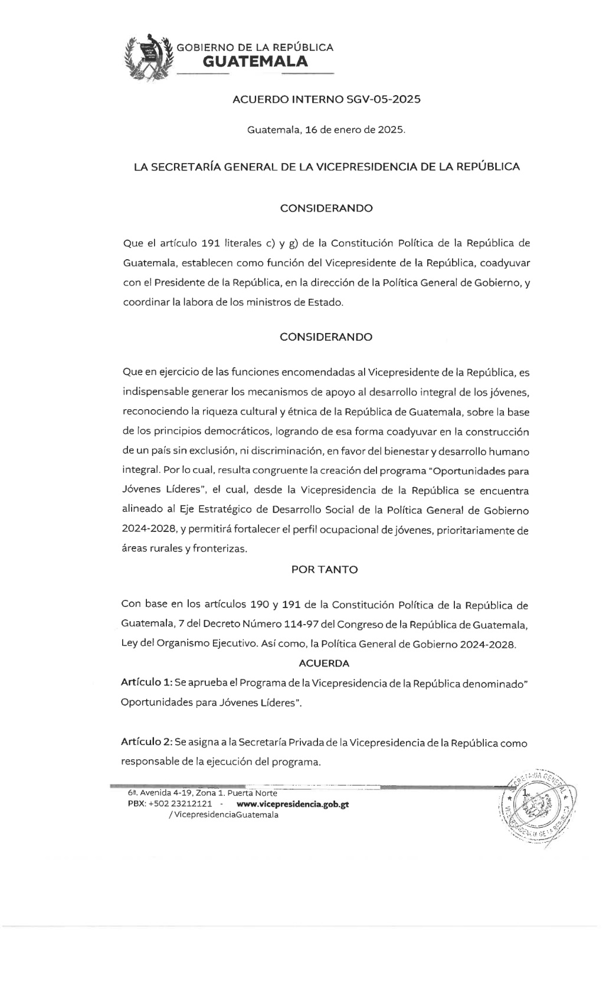 GOBIERNO DE LA REPÚBLICA
GUATEMALA
ACUERDO INTERNO SGV-05-2025
Guatemala, 16 de enero de 2025.
LA SECRETARÍA GENERAL DE LA VICEPRESIDENCIA DE LA REPÚBLICA
CONSIDERANDO
Que el artículo 191 literales c) y g) de la Constitución Política de la República de
Guatemala, establecen como función del Vicepresidente de la República, coadyuvar
con el Presidente de la República, en la dirección de la Política General de Gobierno, y
coordinar la labora de los ministros de Estado.
CONSIDERANDO
Que en ejercicio de las funciones encomendadas al Vicepresidente de la República, es
indispensable generar los mecanismos de apoyo al desarrollo integral de los jóvenes,
reconociendo la riqueza cultural y étnica de la República de Guatemala, sobre la base
de los principios democráticos, logrando de esa forma coadyuvar en la construcción
de un país sin exclusión, ni discriminación, en favor del bienestar y desarrollo humano
integral. Por lo cual, resulta congruente la creación del programa “Oportunidades para
Jóvenes Líderes”, el cual, desde la Vicepresidencia de la República se encuentra
alineado al Eje Estratégico de Desarrollo Social de la Política General de Gobierno
2024-2028, y permitirá fortalecer el perfil ocupacional de jóvenes, prioritariamente de
áreas rurales y fronterizas.
POR TANTO
Con base en los artículos 190 y 191 de la Constitución Política de la República de
Guatemala, 7 del Decreto Número 114-97 del Congreso de la República de Guatemala,
Ley del Organismo Ejecutivo. Así como, la Política General de Gobierno 2024-2028.
ACUERDA
Artículo 1: Se aprueba el Programa de la Vicepresidencia de la República denominado”
Oportunidades para Jóvenes Líderes”.
Artículo 2: Se asigna a la Secretaría Privada de la Vicepresidencia de la República como
responsable de la ejecución del programa.
6ª. Avenida 4-19, Zona 1. Puerta Norte
PBX: +502 23212121 - www.vicepresidencia.gob.gt
/ VicepresidenciaGuatemala
1
SECRETARIA GENERAL
VICEPRESIDENCIA DE LA REPUBLICA